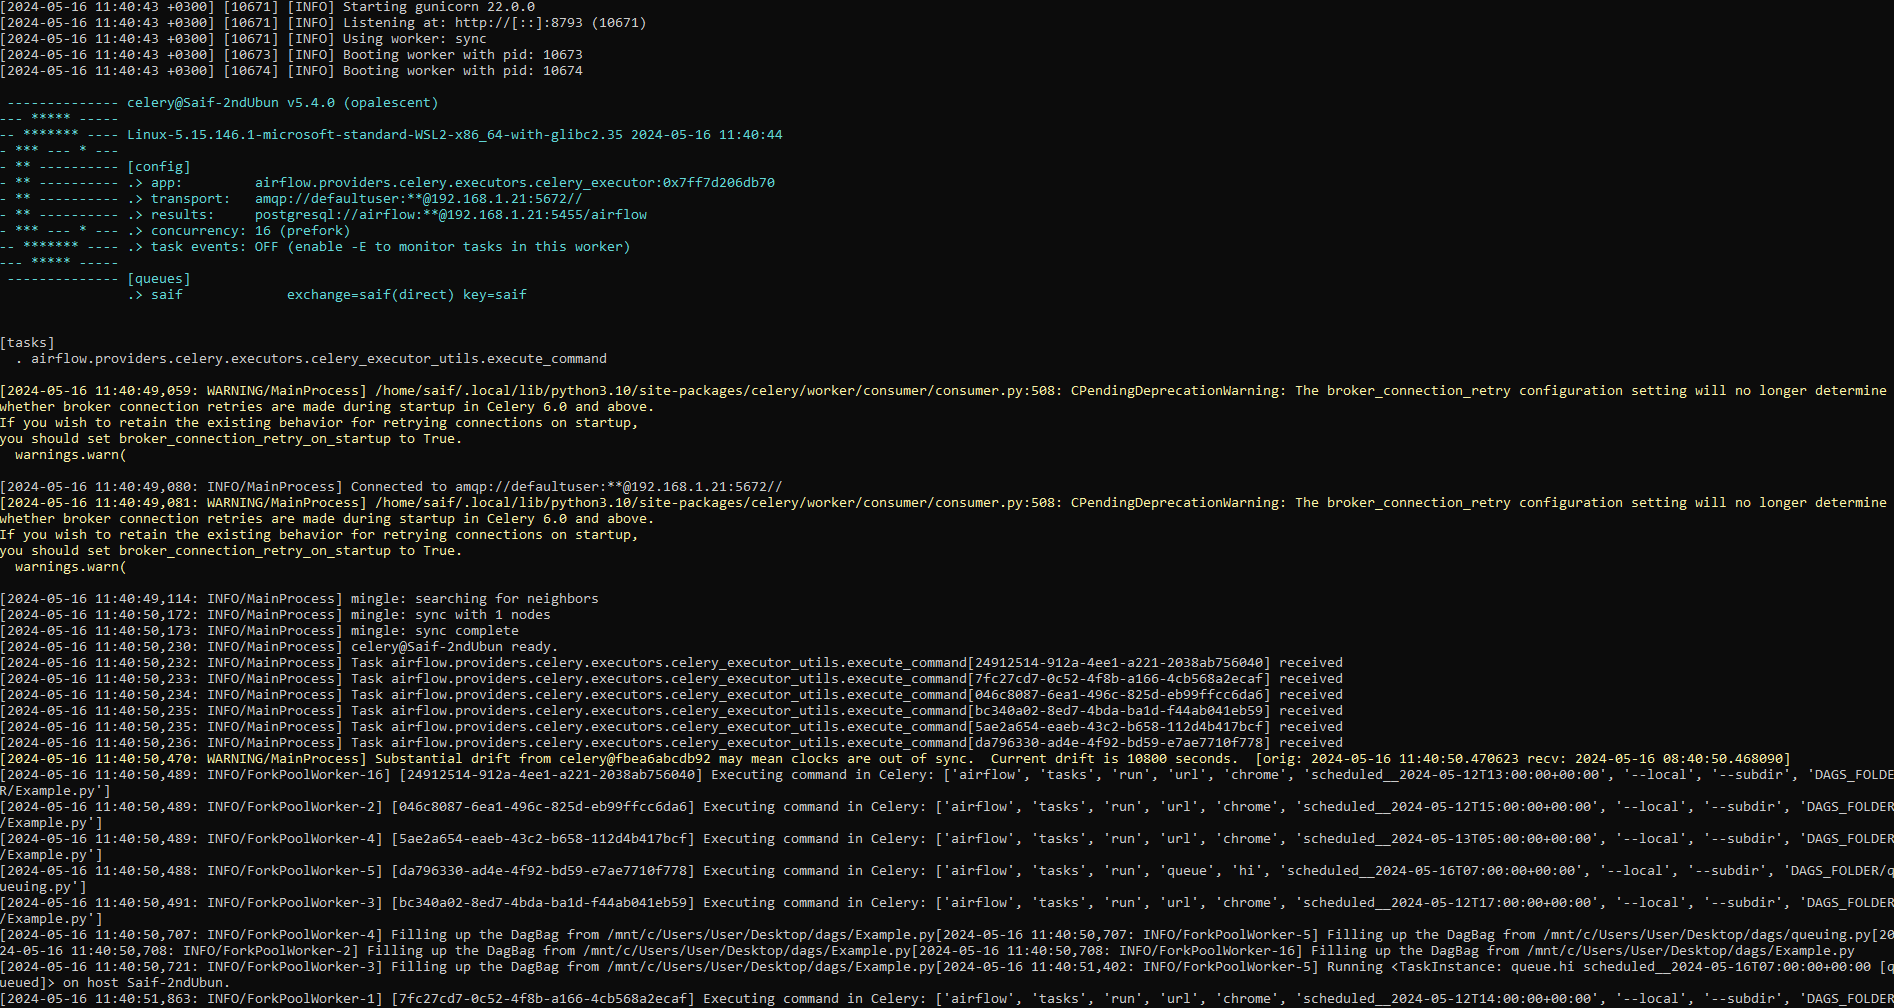 [2024-05-16 11:40:43 +0300] [10671] [INFO] Starting gunicorn 22.0.0
[2024-05-16 11:40:43 +0300] [10671] [INFO] Listening at: http://[::]:8793 (10671)
[2024-05-16 11:40:43 +0300] [10671] [INFO] Using worker: sync
[2024-05-16 11:40:43 +0300] [10673] [INFO] Booting worker with pid: 10673
[2024-05-16 11:40:43 +0300] [10674] [INFO] Booting worker with pid: 10674
 -------------- celery@Saif-2ndUbun v5.4.0 (opalescent)
--- ***** -----
-- ******* ---- Linux-5.15.146.1-microsoft-standard-WSL2-x86_64-with-glibc2.35 2024-05-16 11:40:44
- *** --- * ---
- ** ---------- [config]
- ** ---------- .> app:         airflow.providers.celery.executors.celery_executor:0x7ff7d206db70
- ** ---------- .> transport:   amqp://defaultuser:**@192.168.1.21:5672//
- ** ---------- .> results:     postgresql://airflow:**@192.168.1.21:5455/airflow
- *** --- * --- .> concurrency: 16 (prefork)
-- ******* ---- .> task events: OFF (enable -E to monitor tasks in this worker)
--- ***** -----
 -------------- [queues]
                .> saif             exchange=saif(direct) key=saif
[tasks]
  . airflow.providers.celery.executors.celery_executor_utils.execute_command
[2024-05-16 11:40:49,059: WARNING/MainProcess] /home/saif/.local/lib/python3.10/site-packages/celery/worker/consumer/consumer.py:508: CPendingDeprecationWarning: The broker_connection_retry configuration setting will no longer determine
whether broker connection retries are made during startup in Celery 6.0 and above.
If you wish to retain the existing behavior for retrying connections on startup,
you should set broker_connection_retry_on_startup to True.
  warnings.warn(
[2024-05-16 11:40:49,080: INFO/MainProcess] Connected to amqp://defaultuser:**@192.168.1.21:5672//
[2024-05-16 11:40:49,081: WARNING/MainProcess] /home/saif/.local/lib/python3.10/site-packages/celery/worker/consumer/consumer.py:508: CPendingDeprecationWarning: The broker_connection_retry configuration setting will no longer determine
whether broker connection retries are made during startup in Celery 6.0 and above.
If you wish to retain the existing behavior for retrying connections on startup,
you should set broker_connection_retry_on_startup to True.
  warnings.warn(
[2024-05-16 11:40:49,114: INFO/MainProcess] mingle: searching for neighbors
[2024-05-16 11:40:50,172: INFO/MainProcess] mingle: sync with 1 nodes
[2024-05-16 11:40:50,173: INFO/MainProcess] mingle: sync complete
[2024-05-16 11:40:50,230: INFO/MainProcess] celery@Saif-2ndUbun ready.
[2024-05-16 11:40:50,232: INFO/MainProcess] Task airflow.providers.celery.executors.celery_executor_utils.execute_command[24912514-912a-4ee1-a221-2038ab756040] received
[2024-05-16 11:40:50,233: INFO/MainProcess] Task airflow.providers.celery.executors.celery_executor_utils.execute_command[7fc27cd7-0c52-4f8b-a166-4cb568a2ecaf] received
[2024-05-16 11:40:50,234: INFO/MainProcess] Task airflow.providers.celery.executors.celery_executor_utils.execute_command[046c8087-6ea1-496c-825d-eb99ffcc6da6] received
[2024-05-16 11:40:50,235: INFO/MainProcess] Task airflow.providers.celery.executors.celery_executor_utils.execute_command[bc340a02-8ed7-4bda-ba1d-f44ab041eb59] received
[2024-05-16 11:40:50,235: INFO/MainProcess] Task airflow.providers.celery.executors.celery_executor_utils.execute_command[5ae2a654-eaeb-43c2-b658-112d4b417bcf] received
[2024-05-16 11:40:50,236: INFO/MainProcess] Task airflow.providers.celery.executors.celery_executor_utils.execute_command[da796330-ad4e-4f92-bd59-e7ae7710f778] received
[2024-05-16 11:40:50,470: WARNING/MainProcess] Substantial drift from celery@fbea6abcdb92 may mean clocks are out of sync.  Current drift is 10800 seconds.  [orig: 2024-05-16 11:40:50.470623 recv: 2024-05-16 08:40:50.468090]
[2024-05-16 11:40:50,489: INFO/ForkPoolWorker-16] [24912514-912a-4ee1-a221-2038ab756040] Executing command in Celery: ['airflow', 'tasks', 'run', 'url', 'chrome', 'scheduled__2024-05-12T13:00:00+00:00', '--local', '--subdir', 'DAGS_FOLDE
R/Example.py']
[2024-05-16 11:40:50,489: INFO/ForkPoolWorker-2] [046c8087-6ea1-496c-825d-eb99ffcc6da6] Executing command in Celery: ['airflow', 'tasks', 'run', 'url', 'chrome', 'scheduled__2024-05-12T15:00:00+00:00', '--local', '--subdir', 'DAGS_FOLDER
/Example.py']
[2024-05-16 11:40:50,489: INFO/ForkPoolWorker-4] [5ae2a654-eaeb-43c2-b658-112d4b417bcf] Executing command in Celery: ['airflow', 'tasks', 'run', 'url', 'chrome', 'scheduled__2024-05-13T05:00:00+00:00', '--local', '--subdir', 'DAGS_FOLDER
/Example.py']
[2024-05-16 11:40:50,488: INFO/ForkPoolWorker-5] [da796330-ad4e-4f92-bd59-e7ae7710f778] Executing command in Celery: ['airflow', 'tasks', 'run', 'queue', 'hi', 'scheduled__2024-05-16T07:00:00+00:00', '--local', '--subdir', 'DAGS_FOLDER/q
ueuing.py']
[2024-05-16 11:40:50,491: INFO/ForkPoolWorker-3] [bc340a02-8ed7-4bda-ba1d-f44ab041eb59] Executing command in Celery: ['airflow', 'tasks', 'run', 'url', 'chrome', 'scheduled__2024-05-12T17:00:00+00:00', '--local', '--subdir', 'DAGS_FOLDER
/Example.py']
[2024-05-16 11:40:50,707: INFO/ForkPoolWorker-4] Filling up the DagBag from /mnt/c/Users/User/Desktop/dags/Example.py[2024-05-16 11:40:50,707: INFO/ForkPoolWorker-5] Filling up the DagBag from /mnt/c/Users/User/Desktop/dags/queuing.py[20
24-05-16 11:40:50,708: INFO/ForkPoolWorker-2] Filling up the DagBag from /mnt/c/Users/User/Desktop/dags/Example.py[2024-05-16 11:40:50,708: INFO/ForkPoolWorker-16] Filling up the DagBag from /mnt/c/Users/User/Desktop/dags/Example.py
[2024-05-16 11:40:50,721: INFO/ForkPoolWorker-3] Filling up the DagBag from /mnt/c/Users/User/Desktop/dags/Example.py[2024-05-16 11:40:51,402: INFO/ForkPoolWorker-5] Running <TaskInstance: queue.hi scheduled__2024-05-16T07:00:00+00:00 [q
ueued]> on host Saif-2ndUbun.
[2024-05-16 11:40:51,863: INFO/ForkPoolWorker-1] [7fc27cd7-0c52-4f8b-a166-4cb568a2ecaf] Executing command in Celery: ['airflow', 'tasks', 'run', 'url', 'chrome', 'scheduled__2024-05-12T14:00:00+00:00', '--local', '--subdir', 'DAGS_FOLDER